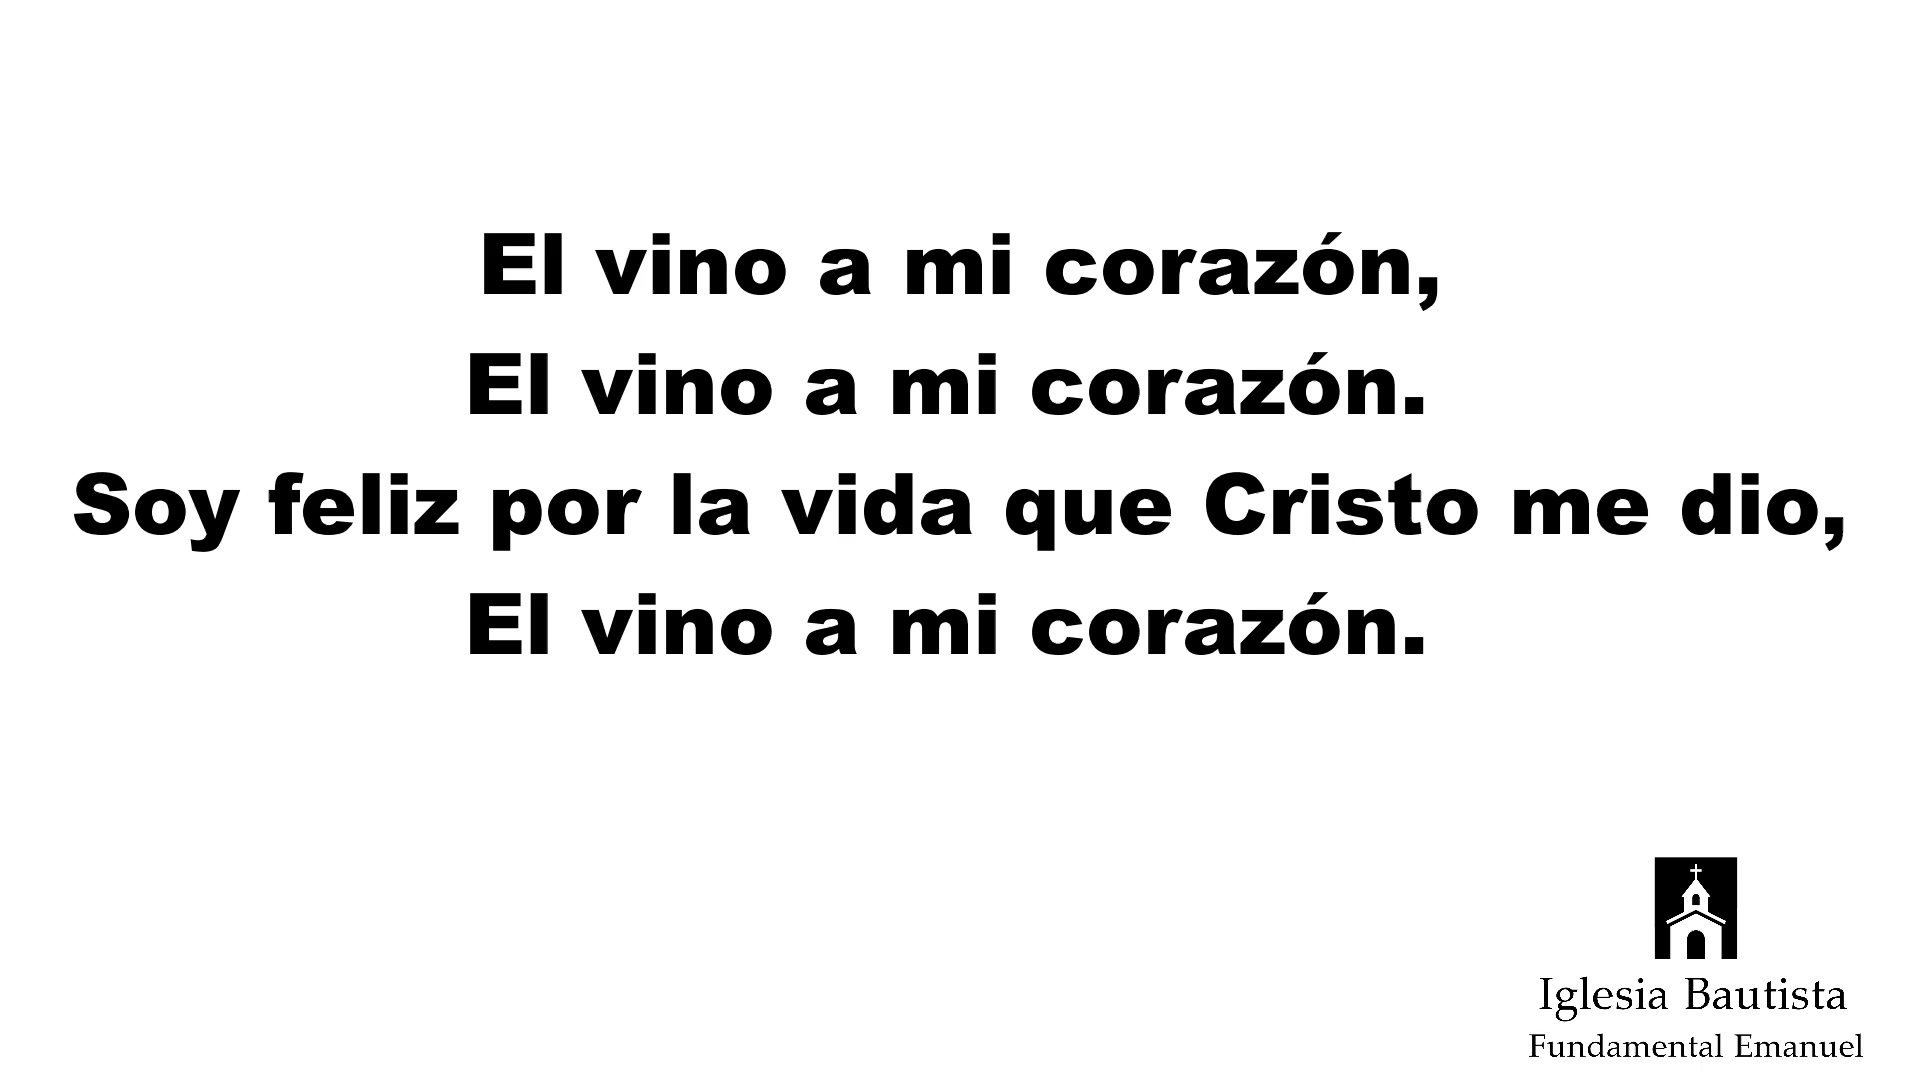 El vino a mi corazón,
El vino a mi corazón.
Soy feliz por la vida que Cristo me dio,
El vino a mi corazón.
Iglesia Bautista
Fundamental Emanuel